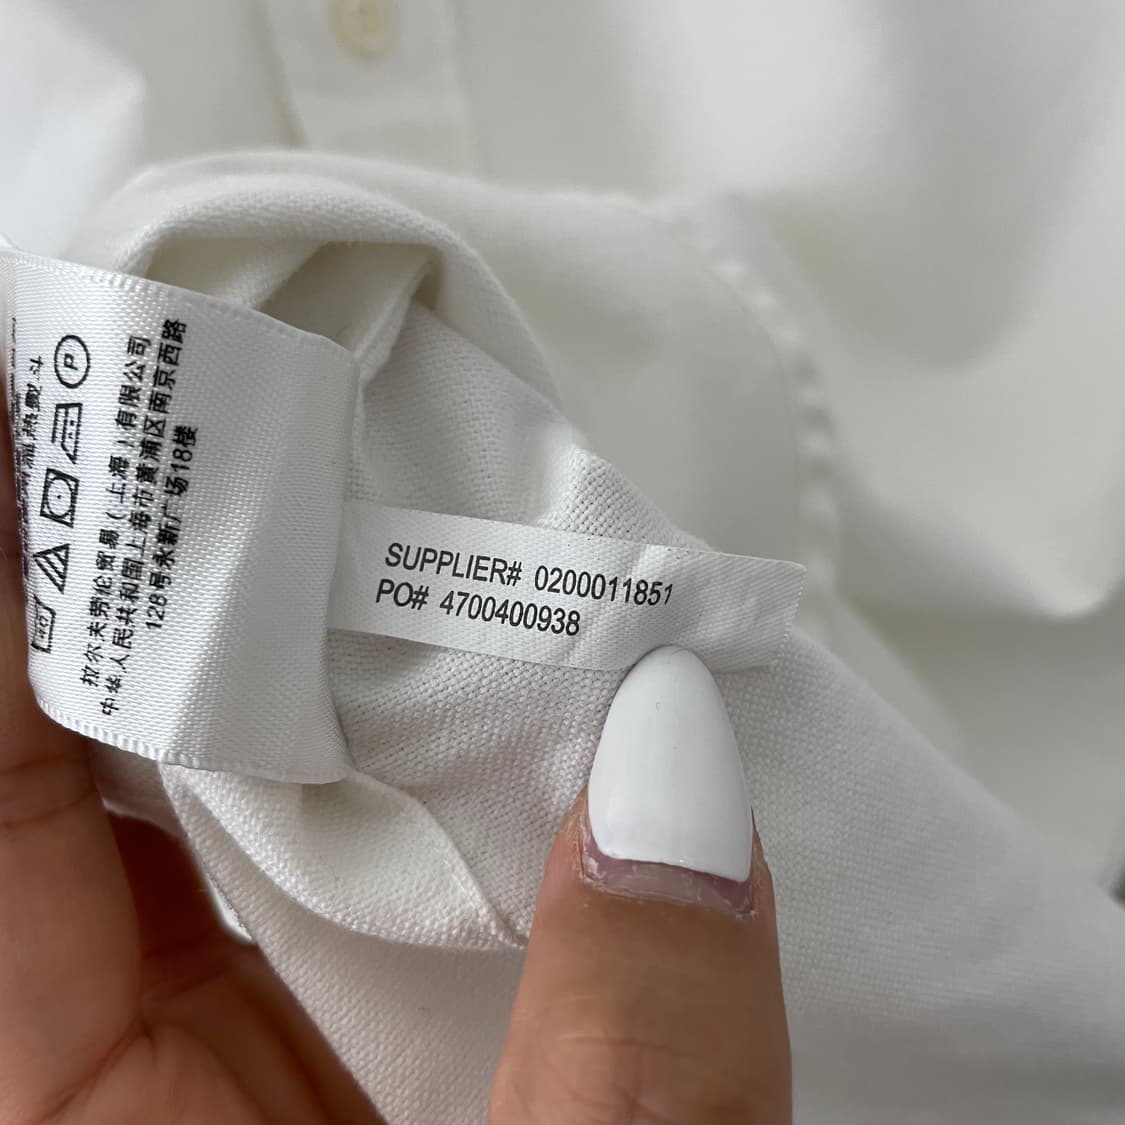 SUPPLIER# 0200011851
PO# 4700400938
P
拉尔夫劳伦贸易(上海)有限公司
中华人民共和国上海市黄浦区南京西路
128号永新广场18楼